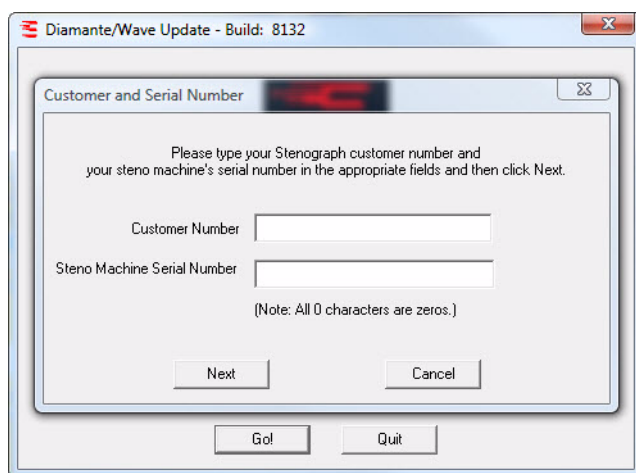 Diamante/Wave Update - Build: 8132
Customer and Serial Number
Please type your Stenograph customer number and
your steno machine's serial number in the appropriate fields and then click Next.
Customer Number
Steno Machine Serial Number
(Note: All 0 characters are zeros.)
Next Cancel
Go! Quit